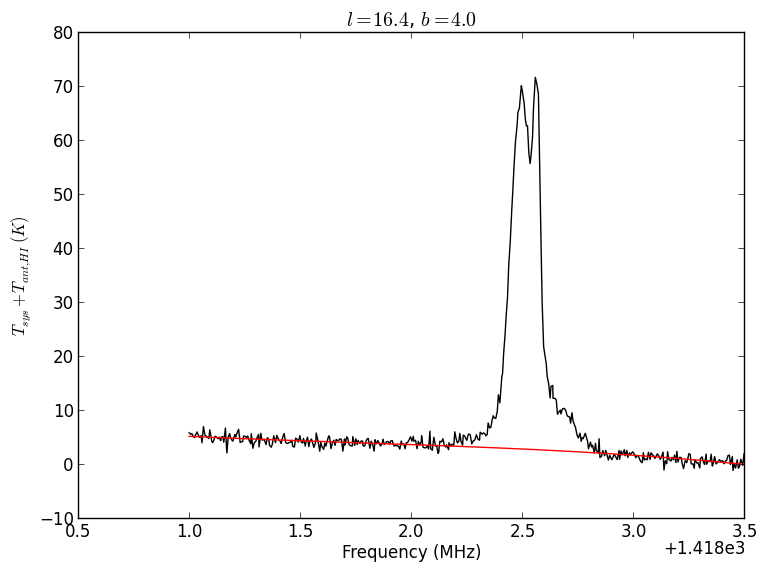 l = 16.4, b = 4.0
80
70
60
50
40
30
20
10
0
−10
T_sys + T_ant,HI (K)
0.5 1.0 1.5 2.0 2.5 3.0 3.5
+1.418e3
Frequency (MHz)